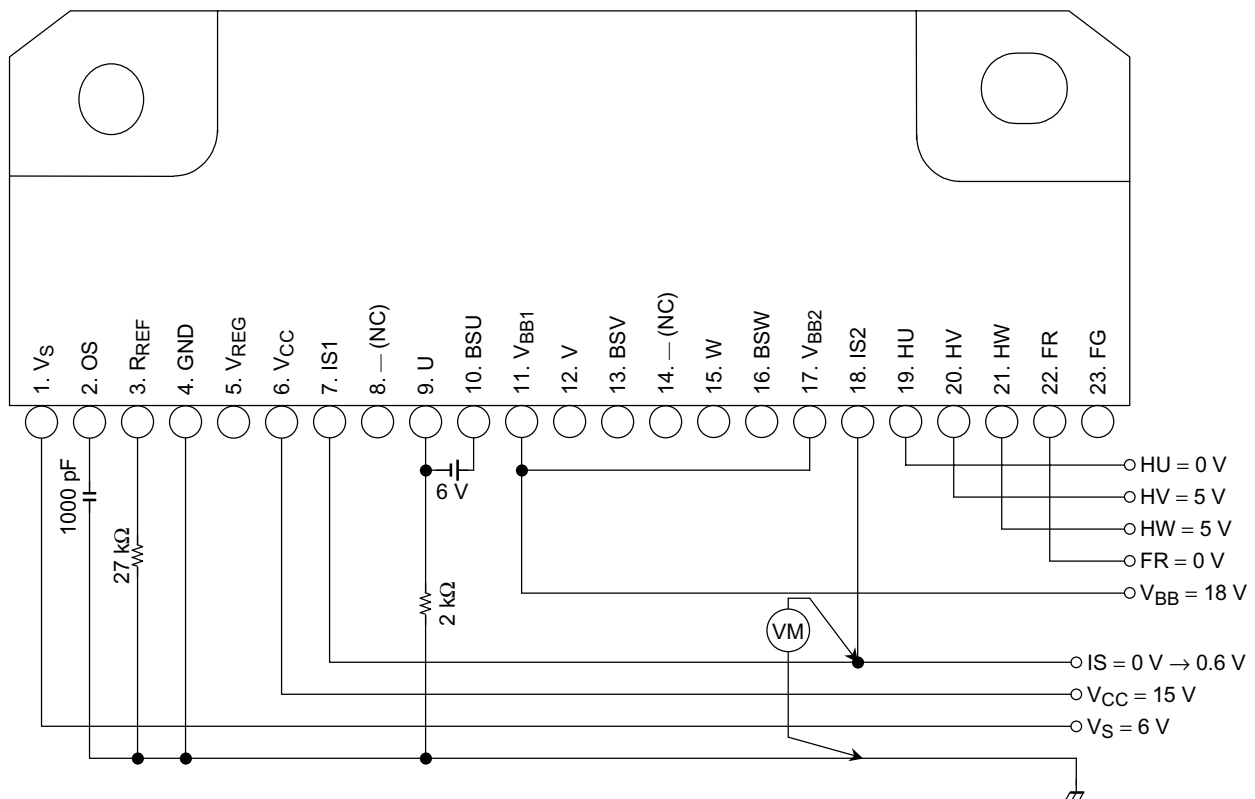 1. VS
2. OS
3. RREF
4. GND
5. VREG
6. VCC
7. IS1
8. — (NC)
9. U
10. BSU
11. VBB1
12. V
13. BSV
14. — (NC)
15. W
16. BSW
17. VBB2
18. IS2
19. HU
20. HV
21. HW
22. FR
23. FG
1000 pF
27 kΩ
6 V
2 kΩ
VM
HU = 0 V
HV = 5 V
HW = 5 V
FR = 0 V
VBB = 18 V
IS = 0 V → 0.6 V
VCC = 15 V
VS = 6 V